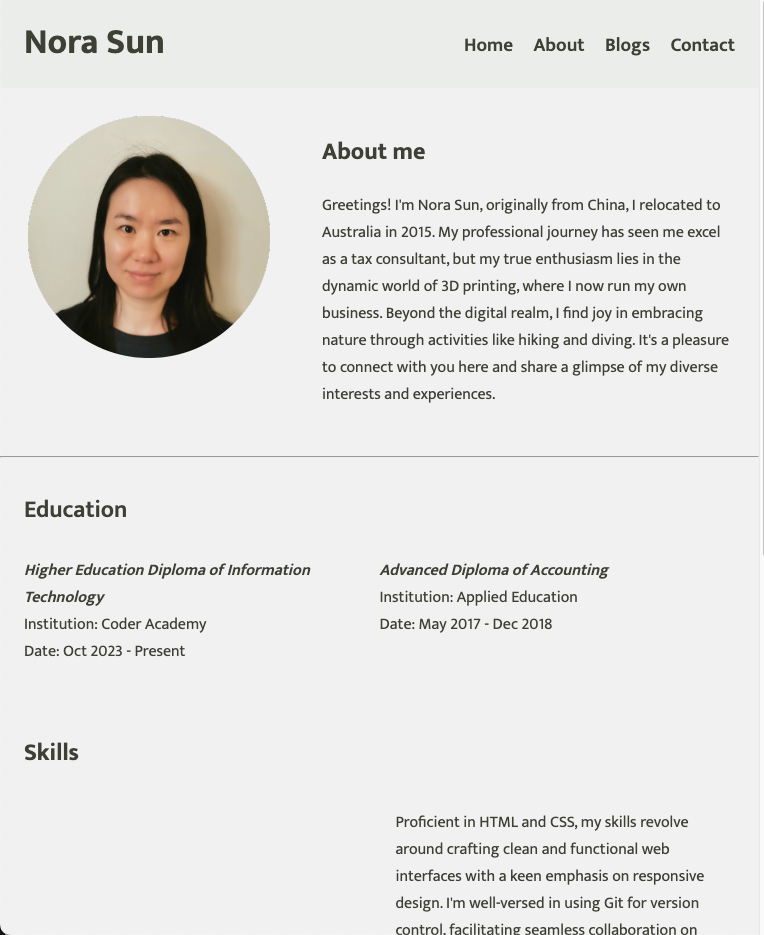 Nora Sun
Home About Blogs Contact
About me
Greetings! I'm Nora Sun, originally from China, I relocated to
Australia in 2015. My professional journey has seen me excel
as a tax consultant, but my true enthusiasm lies in the
dynamic world of 3D printing, where I now run my own
business. Beyond the digital realm, I find joy in embracing
nature through activities like hiking and diving. It's a pleasure
to connect with you here and share a glimpse of my diverse
interests and experiences.
Education
Higher Education Diploma of Information
Technology
Institution: Coder Academy
Date: Oct 2023 - Present
Advanced Diploma of Accounting
Institution: Applied Education
Date: May 2017 - Dec 2018
Skills
Proficient in HTML and CSS, my skills revolve
around crafting clean and functional web
interfaces with a keen emphasis on responsive
design. I'm well-versed in using Git for version
control, facilitating seamless collaboration on